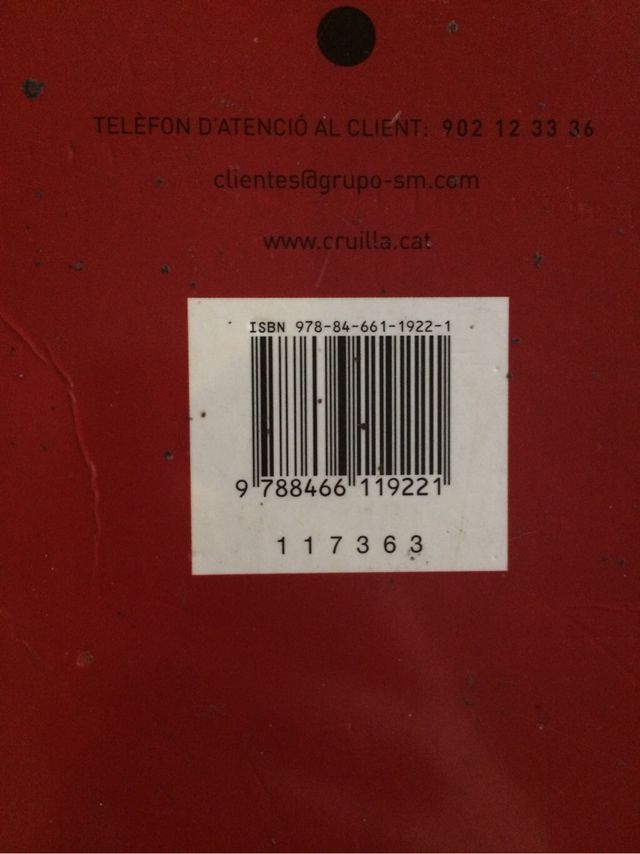 TELÈFON D'ATENCIÓ AL CLIENT: 902 12 33 36
clientes@grupo-sm.com
www.cruilla.cat
ISBN 978-84-661-1922-1
9 788466 119221
117363